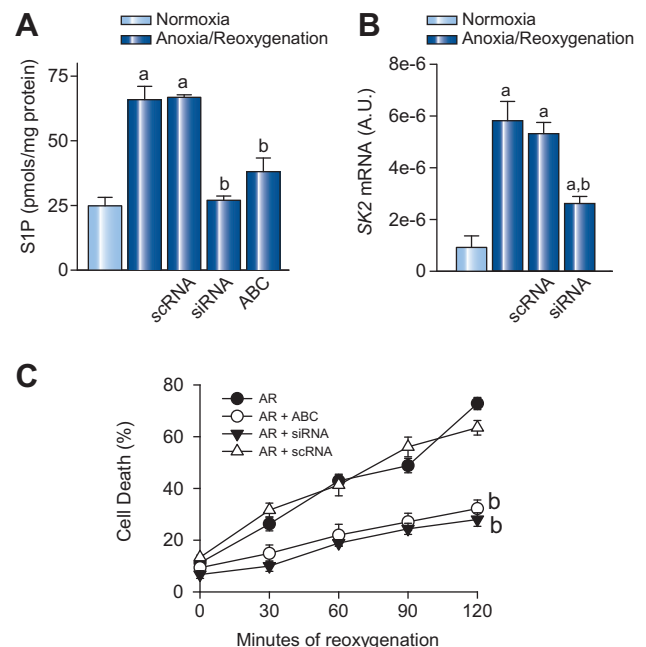 A
Normoxia
Anoxia/Reoxygenation
S1P (pmols/mg protein)
75
50
25
0
a
a
b
b
scRNA
siRNA
ABC
B
Normoxia
Anoxia/Reoxygenation
SK2 mRNA (A.U.)
8e-6
6e-6
4e-6
2e-6
0
a
a
a,b
scRNA
siRNA
C
Cell Death (%)
80
60
40
20
0
AR
AR + ABC
AR + siRNA
AR + scRNA
b
b
0
30
60
90
120
Minutes of reoxygenation